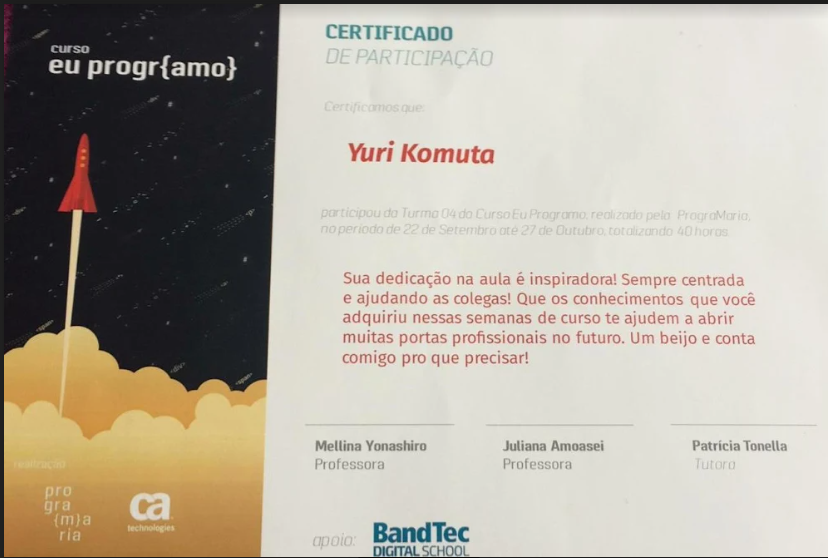 curso
eu progr{amo}
CERTIFICADO
DE PARTICIPAÇÃO
Certificamos que:
Yuri Komuta
participou da Turma 04 do Curso Eu Programo, realizado pela PrograMaria,
no período de 22 de Setembro até 27 de Outubro, totalizando 40 horas.
Sua dedicação na aula é inspiradora! Sempre centrada
e ajudando as colegas! Que os conhecimentos que você
adquiriu nessas semanas de curso te ajudem a abrir
muitas portas profissionais no futuro. Um beijo e conta
comigo pro que precisar!
Mellina Yonashiro
Professora
Juliana Amoasei
Professora
Patrícia Tonella
Tutora
realização
pro
gra
{m}a
ria
ca
technologies
apoio:
BandTec
DIGITAL SCHOOL